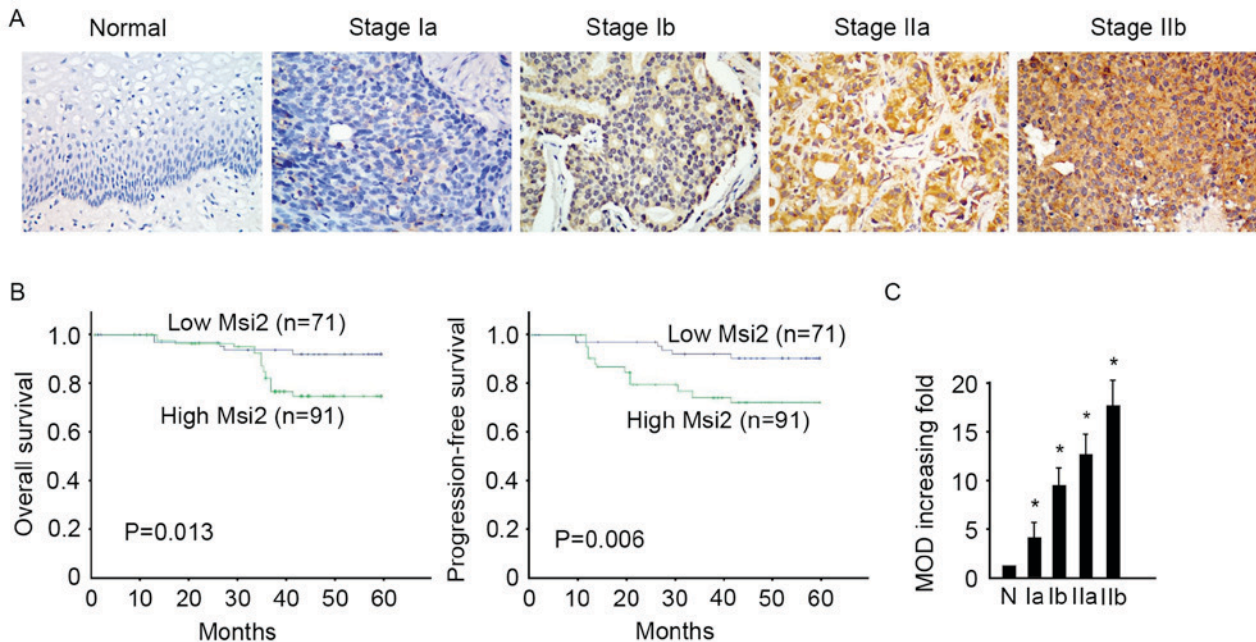 A
Normal
Stage Ia
Stage Ib
Stage IIa
Stage IIb
B
Overall survival
1.0
0.8
0.6
0.4
0.2
0
Low Msi2 (n=71)
High Msi2 (n=91)
P=0.013
0 10 20 30 40 50 60
Months
Progression-free survival
1.0
0.8
0.6
0.4
0.2
0
Low Msi2 (n=71)
High Msi2 (n=91)
P=0.006
0 10 20 30 40 50 60
Months
C
MOD increasing fold
20
15
10
5
0
* * * *
N Ia Ib IIa IIb